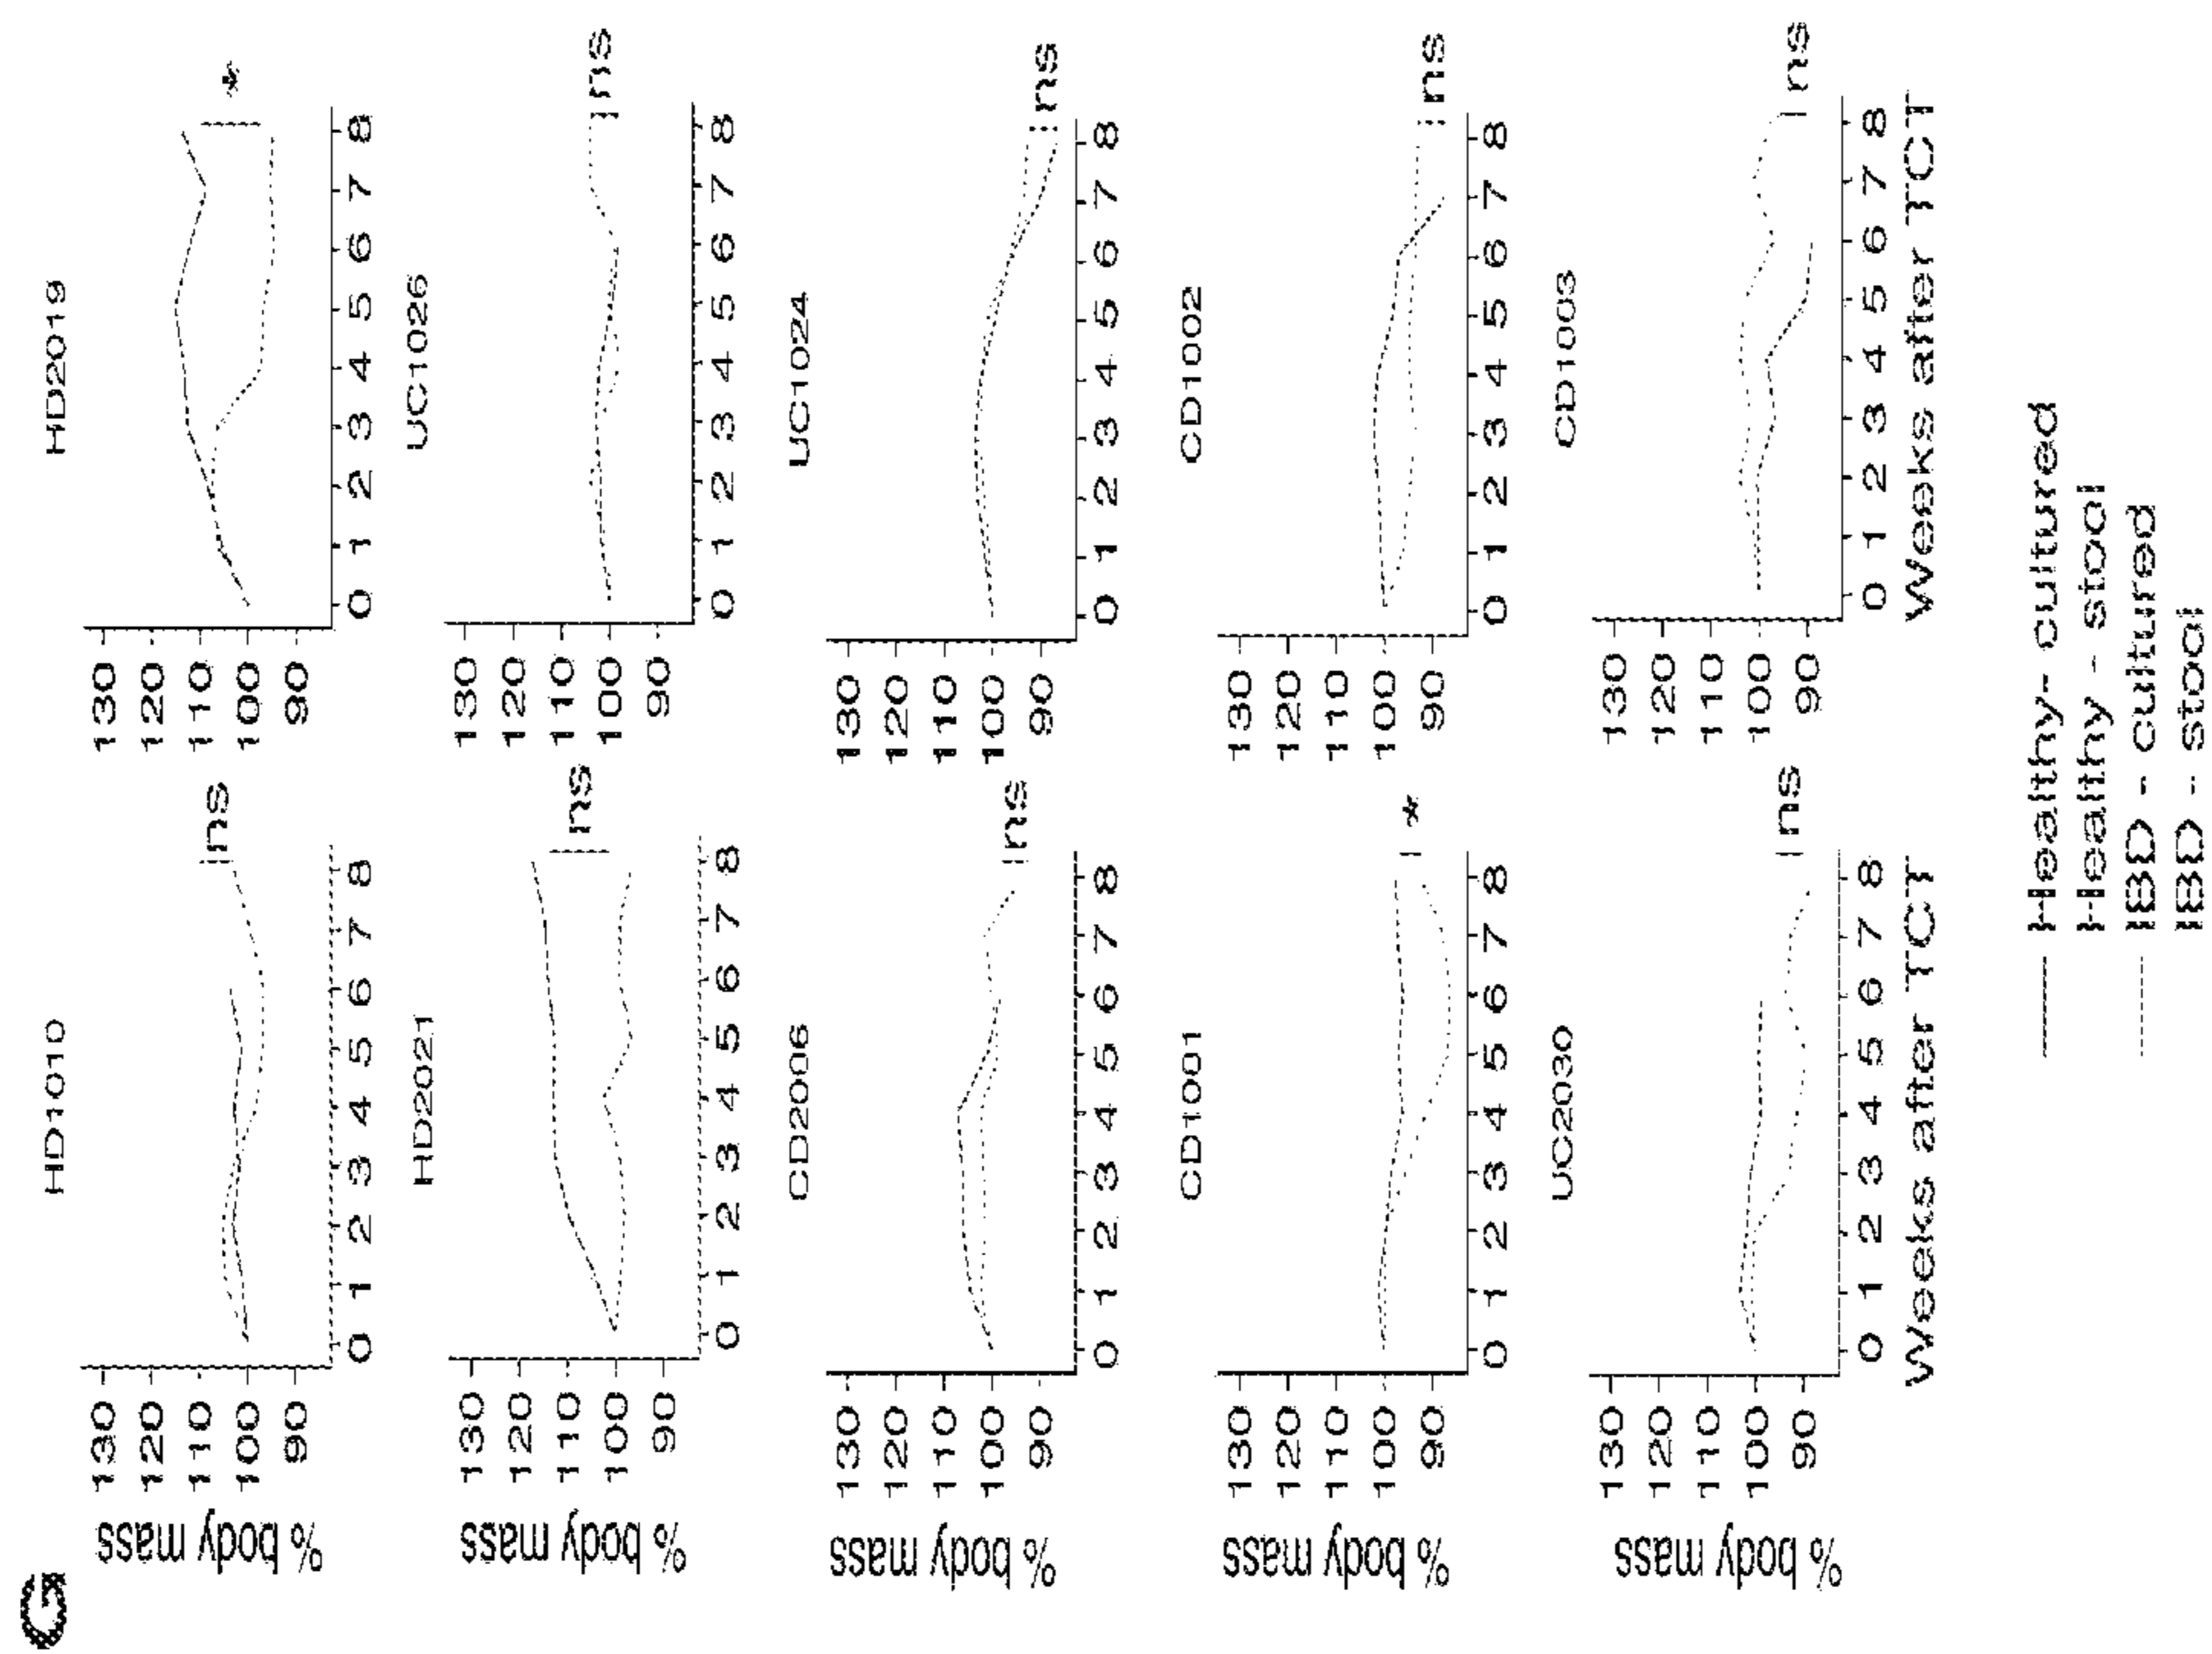 G
HD1010
HD2019
% body mass
130
120
110
100
90
0 1 2 3 4 5 6 7 8
ns
130
120
110
100
90
0 1 2 3 4 5 6 7 8
*
HD2021
UC1026
% body mass
130
120
110
100
90
0 1 2 3 4 5 6 7 8
ns
130
120
110
100
90
0 1 2 3 4 5 6 7 8
ns
CD2006
UC1024
% body mass
130
120
110
100
90
0 1 2 3 4 5 6 7 8
ns
130
120
110
100
90
0 1 2 3 4 5 6 7 8
ns
CD1001
CD1002
% body mass
130
120
110
100
90
0 1 2 3 4 5 6 7 8
*
130
120
110
100
90
0 1 2 3 4 5 6 7 8
ns
UC2030
CD1003
% body mass
130
120
110
100
90
0 1 2 3 4 5 6 7 8
ns
130
120
110
100
90
0 1 2 3 4 5 6 7 8
ns
Weeks after TCT
Weeks after TCT
Healthy- cultured
Healthy - stool
IBD - cultured
IBD - stool